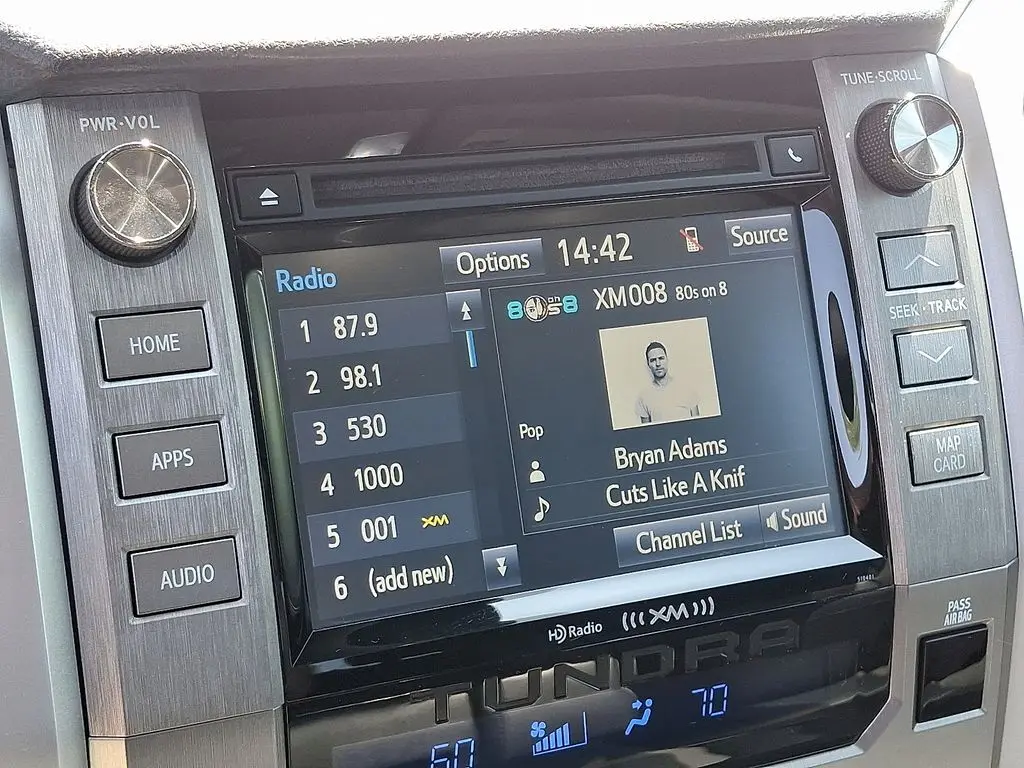 TUNE·SCROLL
PWR·VOL
Radio
Options
14:42
Source
1 87.9
2 98.1
3 530
4 1000
5 001 XM
6 (add new)
80s on 8
XM008 80s on 8
Pop
Bryan Adams
Cuts Like A Knif
Channel List
Sound
HOME
APPS
AUDIO
SEEK·TRACK
MAP
CARD
PASS
AIR BAG
HD Radio
(((XM)))
TUNDRA
60
70